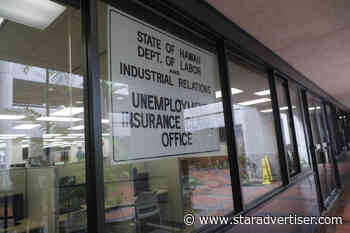 STATE OF HAWAII
DEPT. OF LABOR
AND
INDUSTRIAL RELATIONS
UNEMPLOYMENT
INSURANCE
OFFICE
www.staradvertiser.com